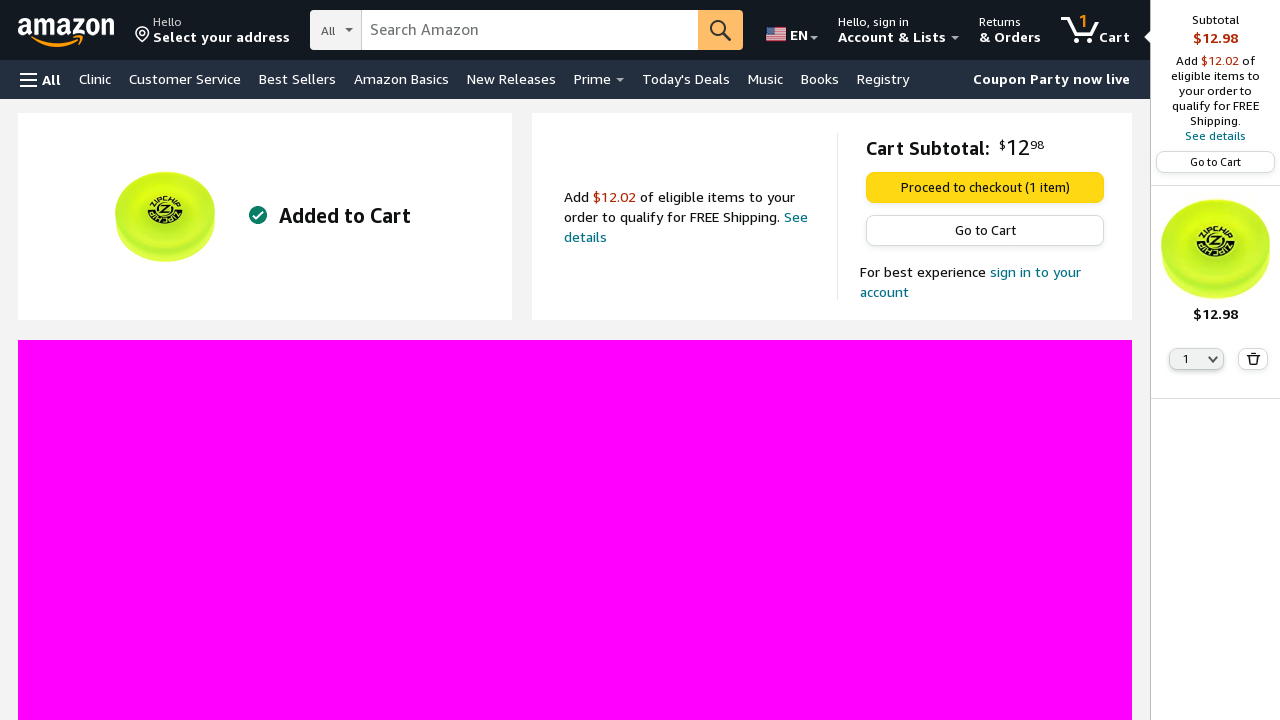 amazon
Hello
Select your address
All
Search Amazon
EN
Hello, sign in
Account & Lists
Returns
& Orders
1
Cart
All
Clinic
Customer Service
Best Sellers
Amazon Basics
New Releases
Prime
Today's Deals
Music
Books
Registry
Coupon Party now live
ZIPCHIP
Z
ZIPCHIP
Added to Cart
Add $12.02 of eligible items to your
order to qualify for FREE Shipping. See
details
Cart Subtotal: $12 98
Proceed to checkout (1 item)
Go to Cart
For best experience sign in to your
account
Subtotal
$12.98
Add $12.02 of
eligible items to
your order to
qualify for FREE
Shipping.
See details
Go to Cart
ZIPCHIP
Z
ZIPCHIP
$12.98
1